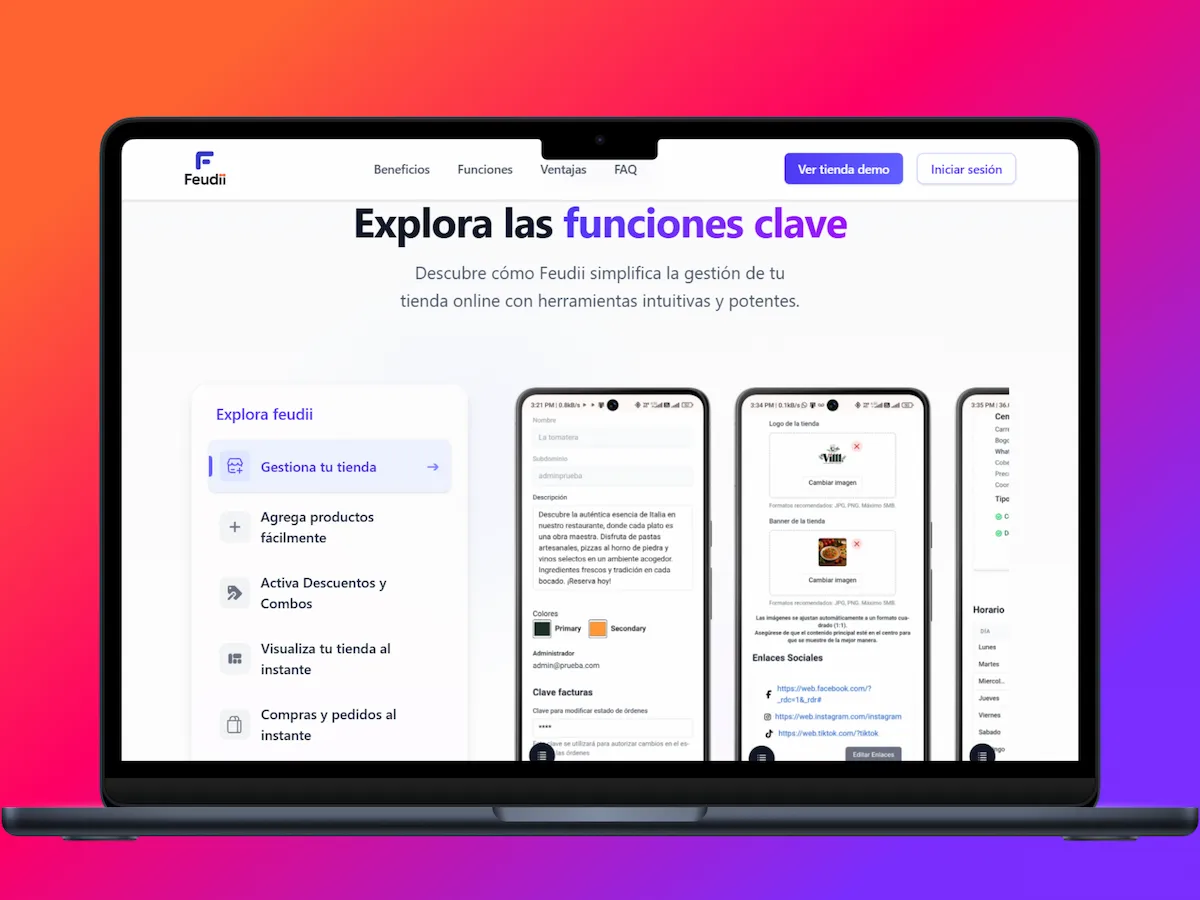 Feudii
Beneficios
Funciones
Ventajas
FAQ
Ver tienda demo
Iniciar sesión
Explora las funciones clave
Descubre cómo Feudii simplifica la gestión de tu
tienda online con herramientas intuitivas y potentes.
Explora feudii
Gestiona tu tienda
Agrega productos
fácilmente
Activa Descuentos y
Combos
Visualiza tu tienda al
instante
Compras y pedidos al
instante
3:21 PM | 0.8kB/s
Nombre
La tomatera
Subdominio
adminprueba
Descripción
Descubre la auténtica esencia de Italia en
nuestro restaurante, donde cada plato es
una obra maestra. Disfruta de pastas
artesanales, pizzas al horno de piedra y
vinos selectos en un ambiente acogedor.
Ingredientes frescos y tradición en cada
bocado. ¡Reserva hoy!
Colores
Primary
Secondary
Administrador
admin@prueba.com
Clave facturas
Clave para modificar estado de órdenes
****
clave se utilizará para autorizar cambios en el es-
las órdenes.
3:34 PM | 0.1kB/s
Logo de la tienda
Villl
Cambiar imagen
Formatos recomendados: JPG, PNG. Máximo 5MB.
Banner de la tienda
Cambiar imagen
Formatos recomendados: JPG, PNG. Máximo 5MB.
Las imágenes se ajustan automáticamente a un formato cua-
drado (1:1).
Asegúrese de que el contenido principal esté en el centro para
que se muestre de la mejor manera.
Enlaces Sociales
https://web.facebook.com/?
_rdc=1&_rdr#
https://web.instagram.com/instagram
https://web.tiktok.com/?tiktok
Editar Enlaces
3:35 PM | 36.
Cen
Carre
Bogo
What
Cobe
Preci
Coor
Tipo
C
D
Horario
DÍA
Lunes
Martes
Miercol...
Jueves
Viernes
Sabado
ngo